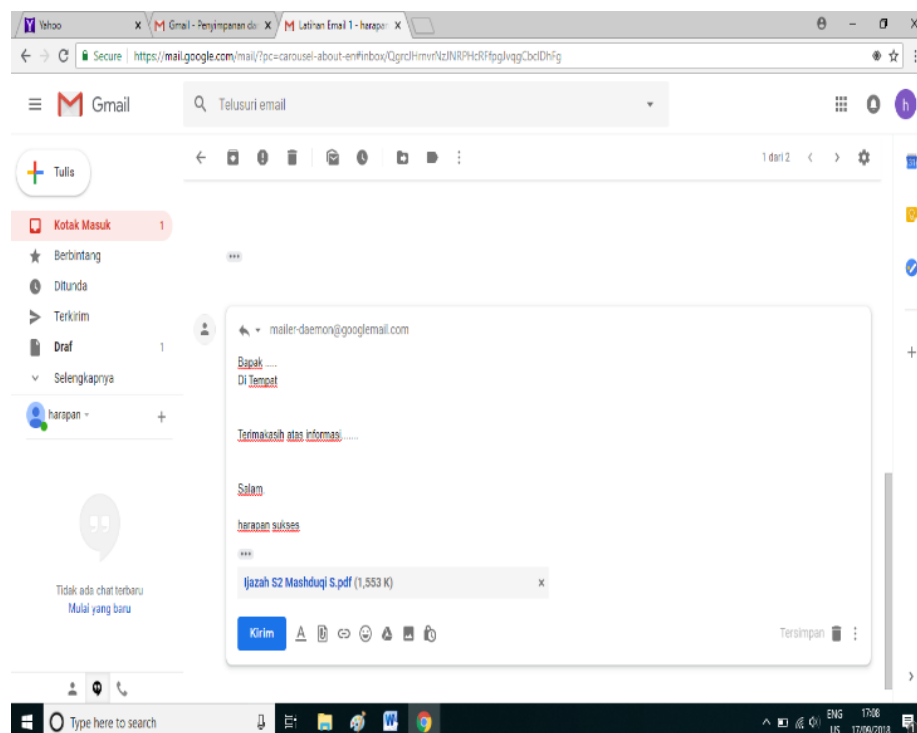 Yahoo
Gmail - Penyimpanan da
Latihan Email 1 - harapan
Secure https://mail.google.com/mail/?pc=carousel-about-en#inbox/
Gmail
Telusuri email
h
Tulis
1 dari 2
Kotak Masuk 1
Berbintang
Ditunda
Terkirim
Draf 1
Selengkapnya
harapan
mailer-daemon@googlemail.com
Bapak .....
Di Tempat
Terimakasih atas informasi.......
Salam
harapan sukses
Ijazah S2 Mashduqi S.pdf (1,553 K)
Tidak ada chat terbaru
Mulai yang baru
Kirim
Tersimpan
Type here to search
ENG
US
17:08
17/09/2018